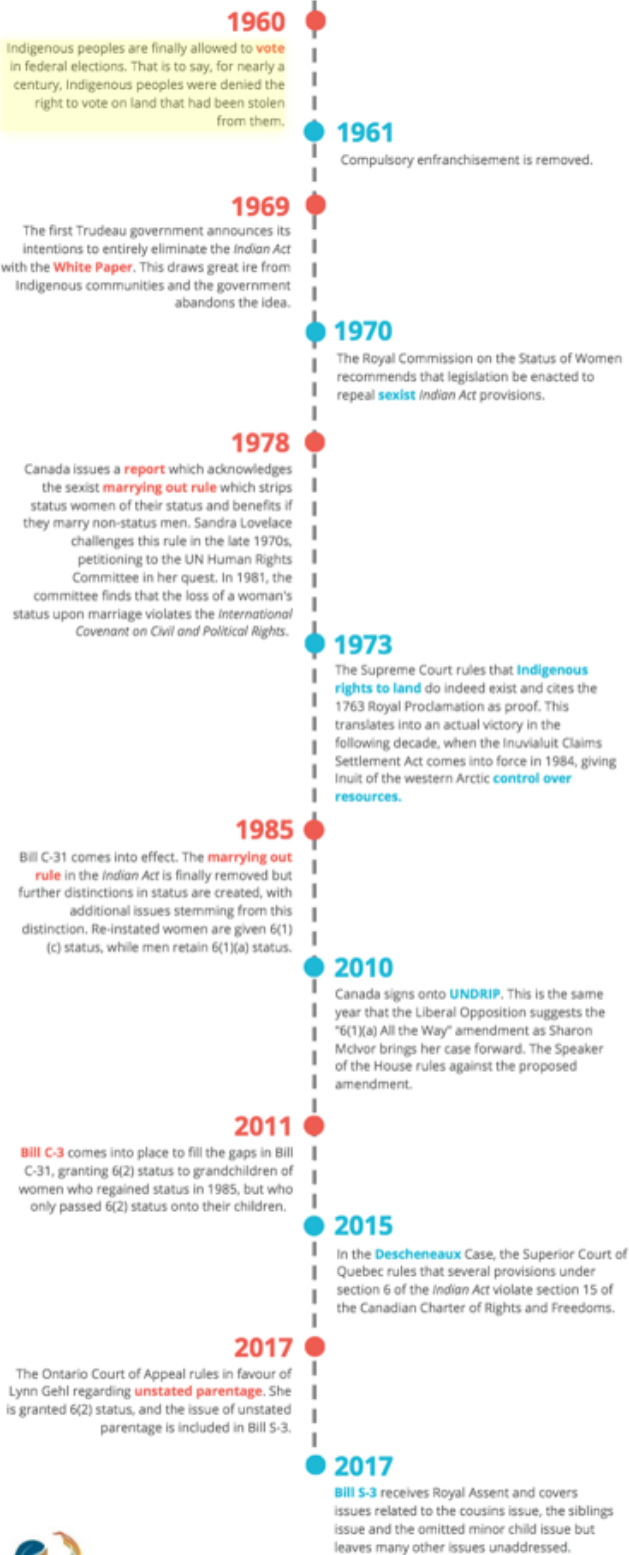 1960
Indigenous peoples are finally allowed to vote
in federal elections. That is to say, for nearly a
century, Indigenous peoples were denied the
right to vote on land that had been stolen
from them.
1961
Compulsory enfranchisement is removed.
1969
The first Trudeau government announces its
intentions to entirely eliminate the Indian Act
with the White Paper. This draws great ire from
Indigenous communities and the government
abandons the idea.
1970
The Royal Commission on the Status of Women
recommends that legislation be enacted to
repeal sexist Indian Act provisions.
1978
Canada issues a report which acknowledges
the sexist marrying out rule which strips
status women of their status and benefits if
they marry non-status men. Sandra Lovelace
challenges this rule in the late 1970s,
petitioning to the UN Human Rights
Committee in her quest. In 1981, the
committee finds that the loss of a woman's
status upon marriage violates the International
Covenant on Civil and Political Rights.
1973
The Supreme Court rules that Indigenous
rights to land do indeed exist and cites the
1763 Royal Proclamation as proof. This
translates into an actual victory in the
following decade, when the Inuvialuit Claims
Settlement Act comes into force in 1984, giving
Inuit of the western Arctic control over
resources.
1985
Bill C-31 comes into effect. The marrying out
rule in the Indian Act is finally removed but
further distinctions in status are created, with
additional issues stemming from this
distinction. Re-instated women are given 6(1)
(c) status, while men retain 6(1)(a) status.
2010
Canada signs onto UNDRIP. This is the same
year that the Liberal Opposition suggests the
"6(1)(a) All the Way" amendment as Sharon
McIvor brings her case forward. The Speaker
of the House rules against the proposed
amendment.
2011
Bill C-3 comes into place to fill the gaps in Bill
C-31, granting 6(2) status to grandchildren of
women who regained status in 1985, but who
only passed 6(2) status onto their children.
2015
In the Descheneaux Case, the Superior Court of
Quebec rules that several provisions under
section 6 of the Indian Act violate section 15 of
the Canadian Charter of Rights and Freedoms.
2017
The Ontario Court of Appeal rules in favour of
Lynn Gehl regarding unstated parentage. She
is granted 6(2) status, and the issue of unstated
parentage is included in Bill S-3.
2017
Bill S-3 receives Royal Assent and covers
issues related to the cousins issue, the siblings
issue and the omitted minor child issue but
leaves many other issues unaddressed.